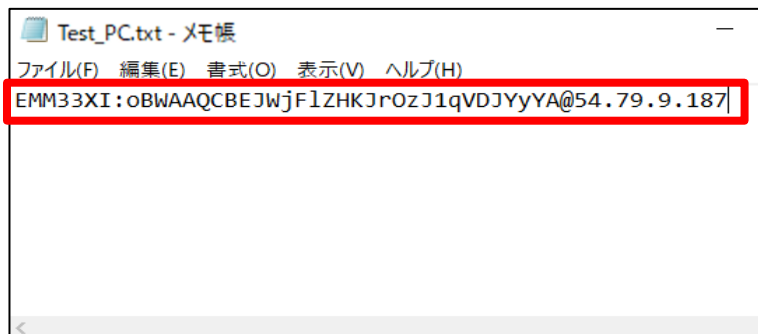 Test_PC.txt - メモ帳
ファイル(F) 編集(E) 書式(O) 表示(V) ヘルプ(H)
EMM33XI:oBWAAQCBEJWjFlZHKJrOzJ1qVDJYyYA@54.79.9.187